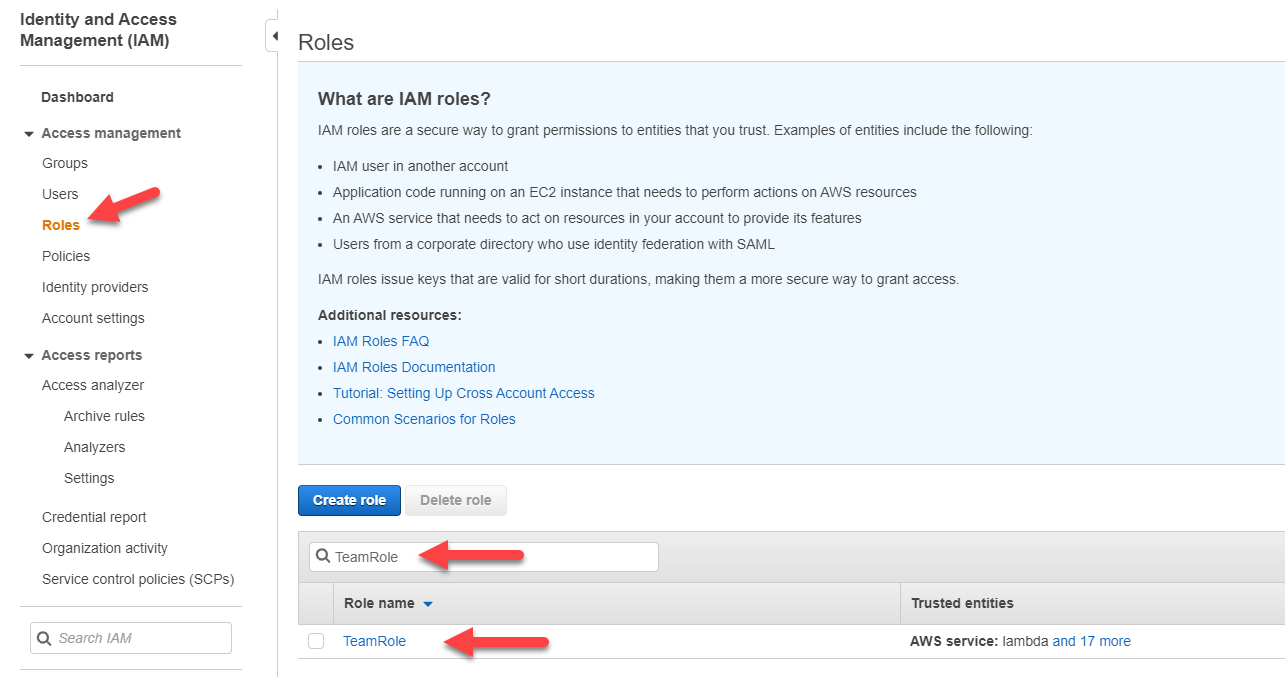 Identity and Access
Management (IAM)
Dashboard
Access management
Groups
Users
Roles
Policies
Identity providers
Account settings
Access reports
Access analyzer
Archive rules
Analyzers
Settings
Credential report
Organization activity
Service control policies (SCPs)
Search IAM
Roles
What are IAM roles?
IAM roles are a secure way to grant permissions to entities that you trust. Examples of entities include the following:
• IAM user in another account
• Application code running on an EC2 instance that needs to perform actions on AWS resources
• An AWS service that needs to act on resources in your account to provide its features
• Users from a corporate directory who use identity federation with SAML
IAM roles issue keys that are valid for short durations, making them a more secure way to grant access.
Additional resources:
• IAM Roles FAQ
• IAM Roles Documentation
• Tutorial: Setting Up Cross Account Access
• Common Scenarios for Roles
Create role Delete role
TeamRole
Role name Trusted entities
TeamRole AWS service: lambda and 17 more